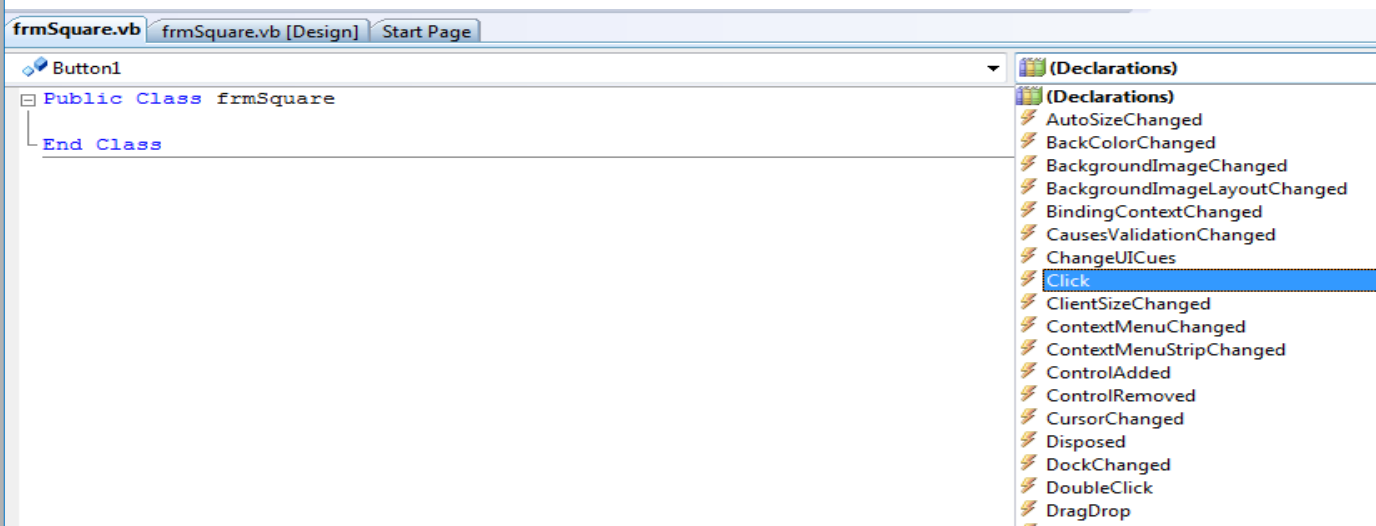 frmSquare.vb frmSquare.vb [Design] Start Page
Button1
(Declarations)
Public Class frmSquare
End Class
(Declarations)
AutoSizeChanged
BackColorChanged
BackgroundImageChanged
BackgroundImageLayoutChanged
BindingContextChanged
CausesValidationChanged
ChangeUICues
Click
ClientSizeChanged
ContextMenuChanged
ContextMenuStripChanged
ControlAdded
ControlRemoved
CursorChanged
Disposed
DockChanged
DoubleClick
DragDrop